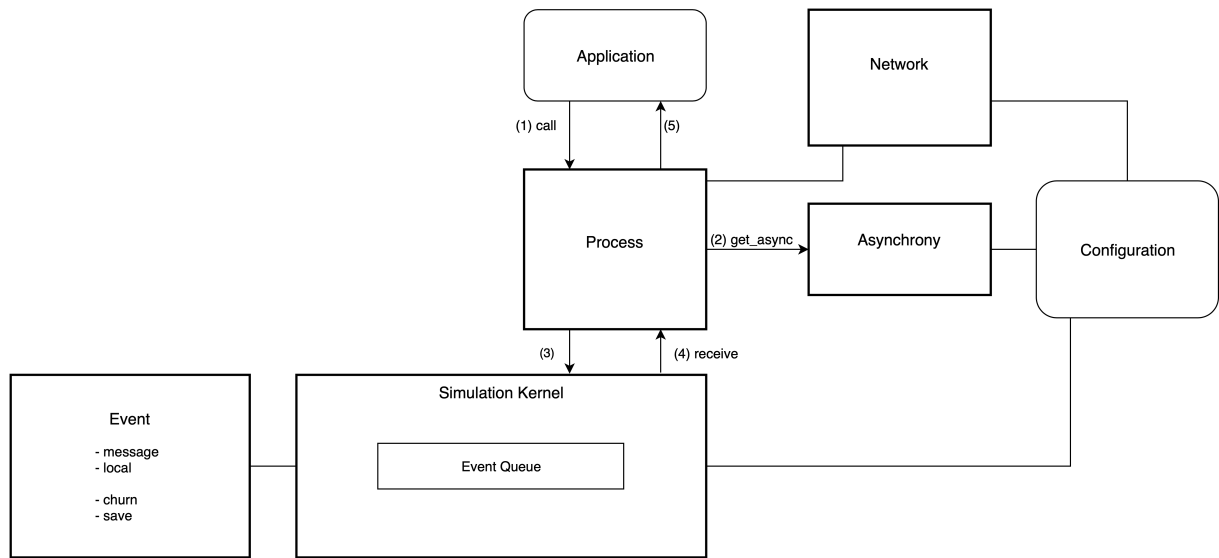 Application
Network
(1) call
(5)
Process
(2) get_async
Asynchrony
Configuration
(3)
(4) receive
Simulation Kernel
Event Queue
Event
- message
- local
- churn
- save